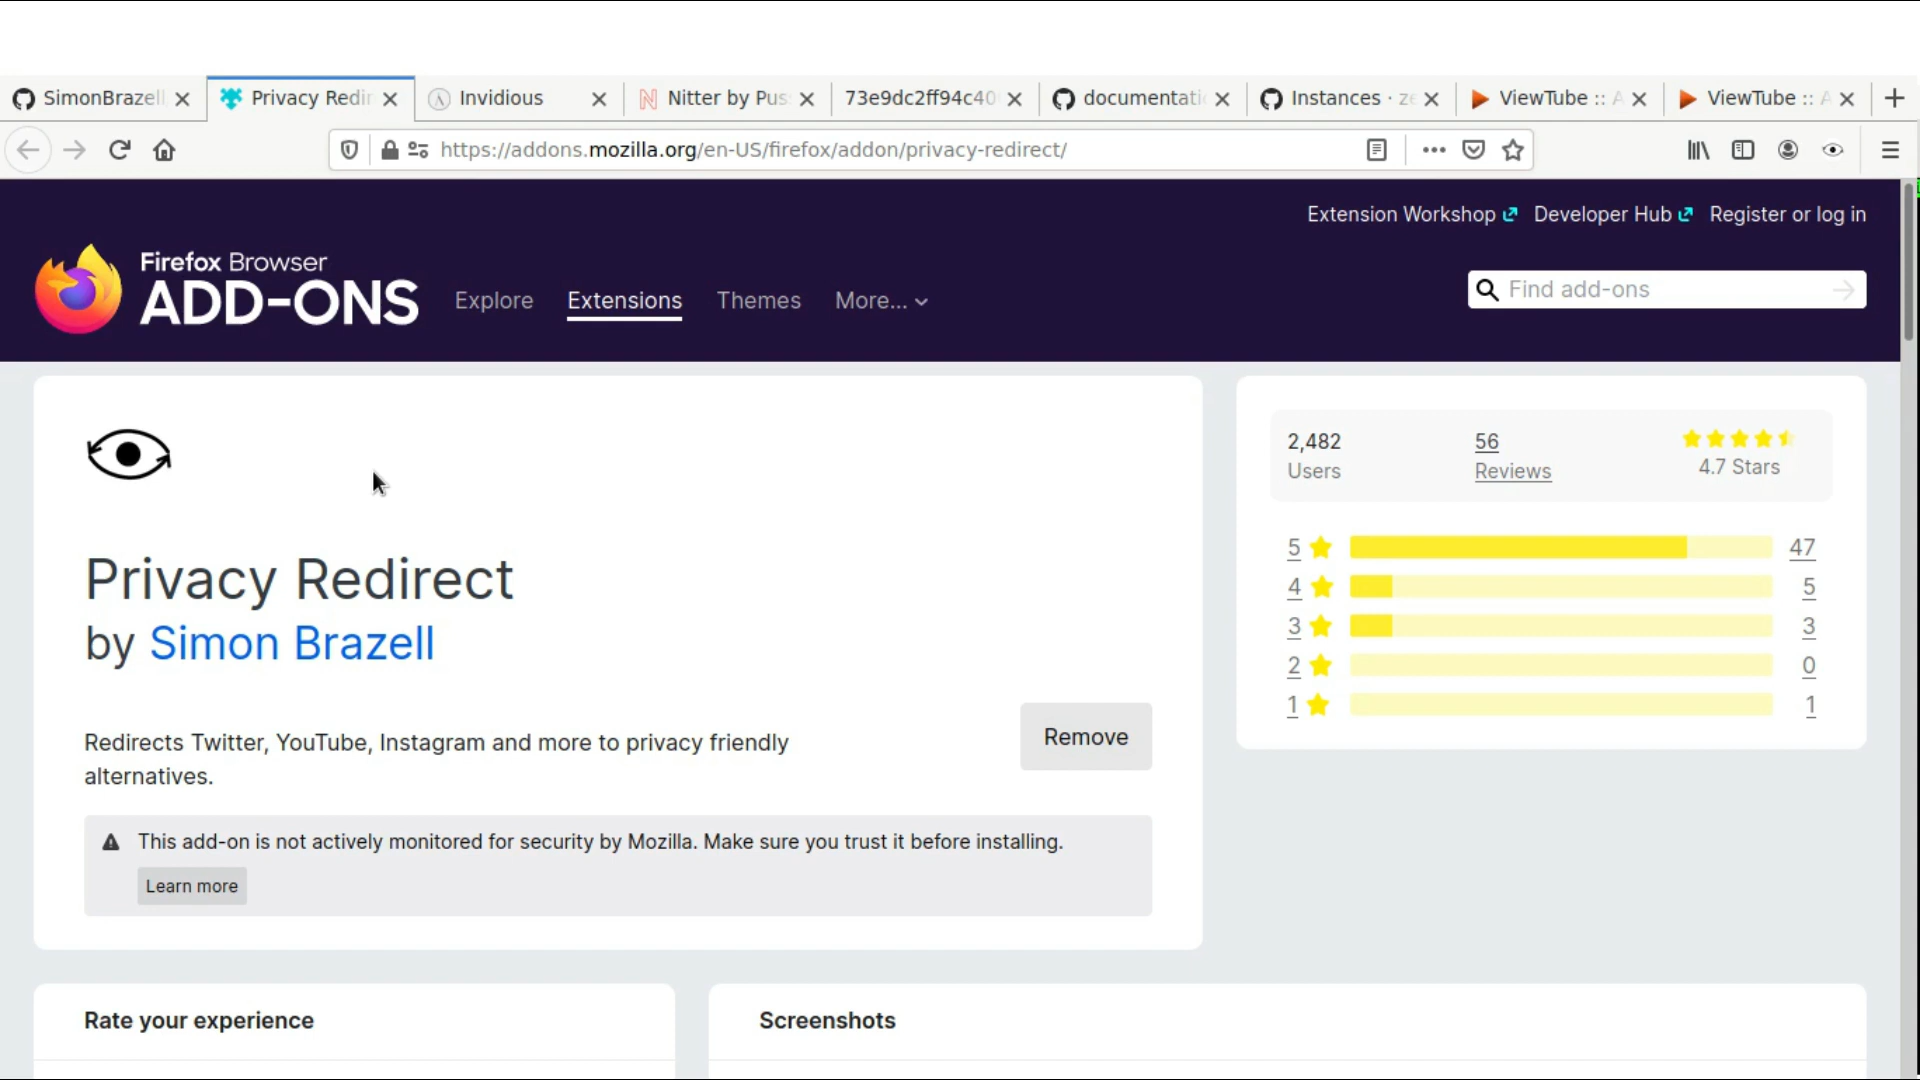 SimonBrazell
Privacy Redir
Invidious
Nitter by Pus
73e9dc2ff94c40
documentati
Instances · ze
ViewTube :: A
ViewTube :: A
https://addons.mozilla.org/en-US/firefox/addon/privacy-redirect/
Extension Workshop
Developer Hub
Register or log in
Firefox Browser
ADD-ONS
Explore
Extensions
Themes
More...
Find add-ons
Privacy Redirect
by Simon Brazell
Redirects Twitter, YouTube, Instagram and more to privacy friendly
alternatives.
Remove
This add-on is not actively monitored for security by Mozilla. Make sure you trust it before installing.
Learn more
2,482
Users
56
Reviews
4.7 Stars
5 47
4 5
3 3
2 0
1 1
Rate your experience
Screenshots